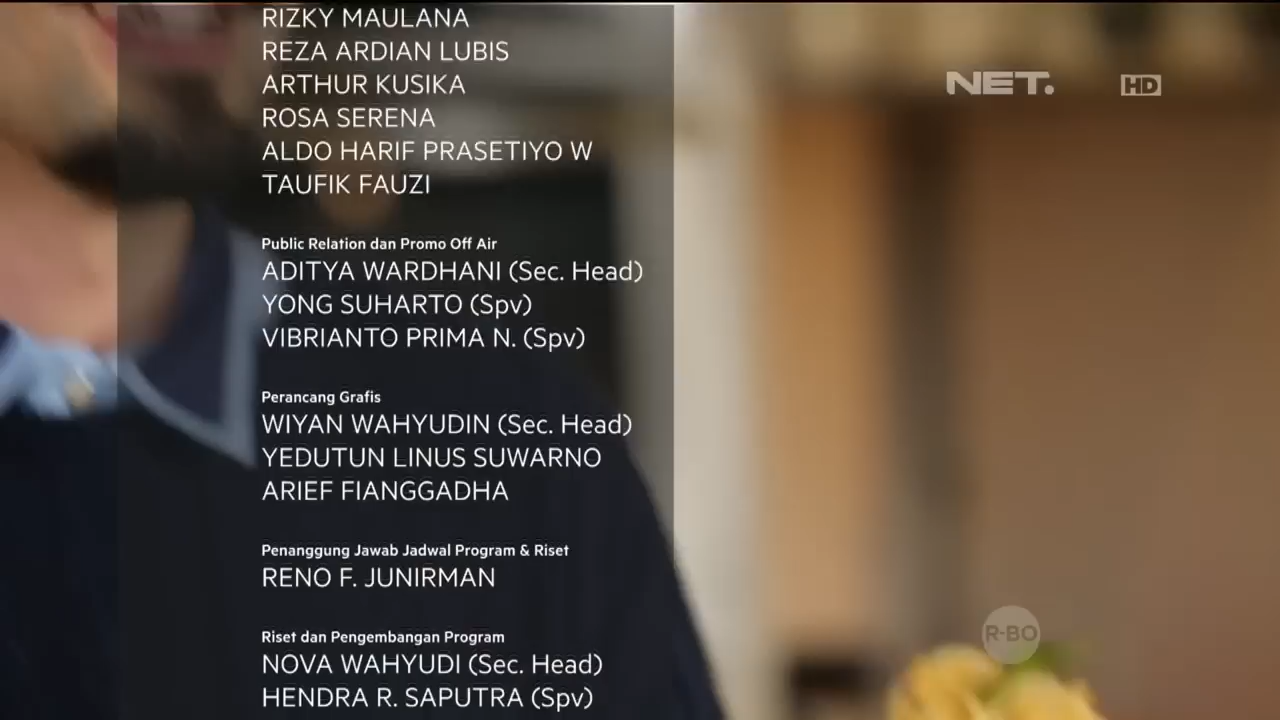 RIZKY MAULANA
REZA ARDIAN LUBIS
ARTHUR KUSIKA
ROSA SERENA
ALDO HARIF PRASETIYO W
TAUFIK FAUZI
Public Relation dan Promo Off Air
ADITYA WARDHANI (Sec. Head)
YONG SUHARTO (Spv)
VIBRIANTO PRIMA N. (Spv)
Perancang Grafis
WIYAN WAHYUDIN (Sec. Head)
YEDUTUN LINUS SUWARNO
ARIEF FIANGGADHA
Penanggung Jawab Jadwal Program & Riset
RENO F. JUNIRMAN
Riset dan Pengembangan Program
NOVA WAHYUDI (Sec. Head)
HENDRA R. SAPUTRA (Spv)
NET.
HD
R-BO